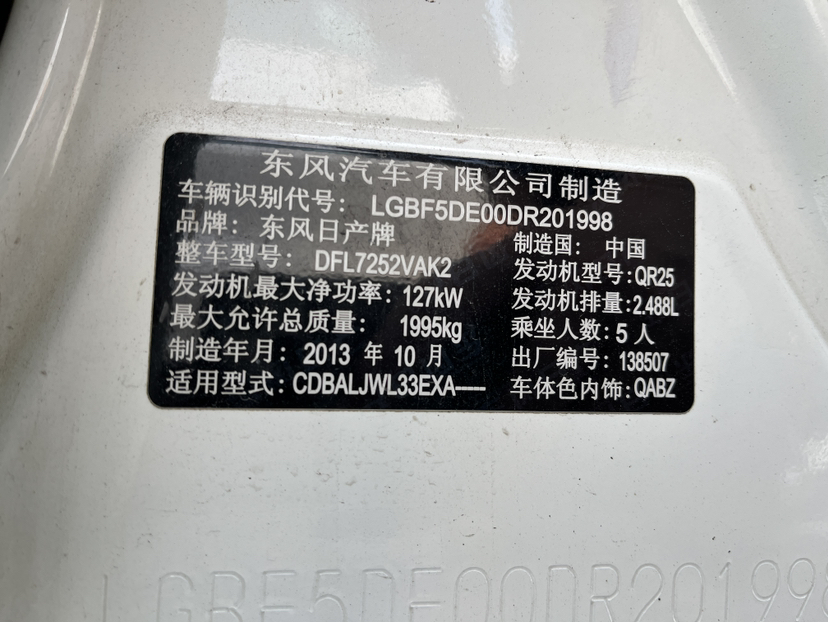 东风汽车有限公司制造
车辆识别代号: LGBF5DE00DR201998
品牌: 东风日产牌 制造国: 中国
整车型号: DFL7252VAK2 发动机型号:QR25
发动机最大净功率:127kW 发动机排量:2.488L
最大允许总质量: 1995kg 乘坐人数:5人
制造年月: 2013 年 10 月 出厂编号: 138507
适用型式: CDBALJWL33EXA----- 车体色内饰:QABZ
LGBF5DE00DR201998